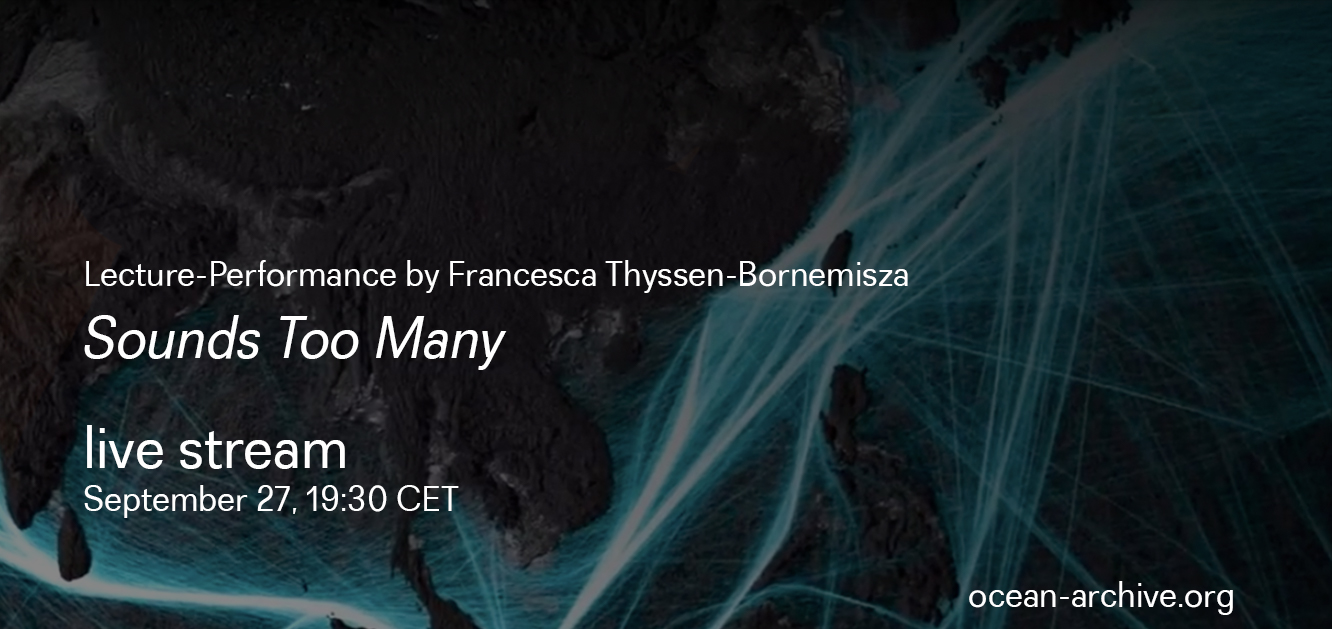 Lecture-Performance by Francesca Thyssen-Bornemisza
Sounds Too Many
live stream
September 27, 19:30 CET
ocean-archive.org